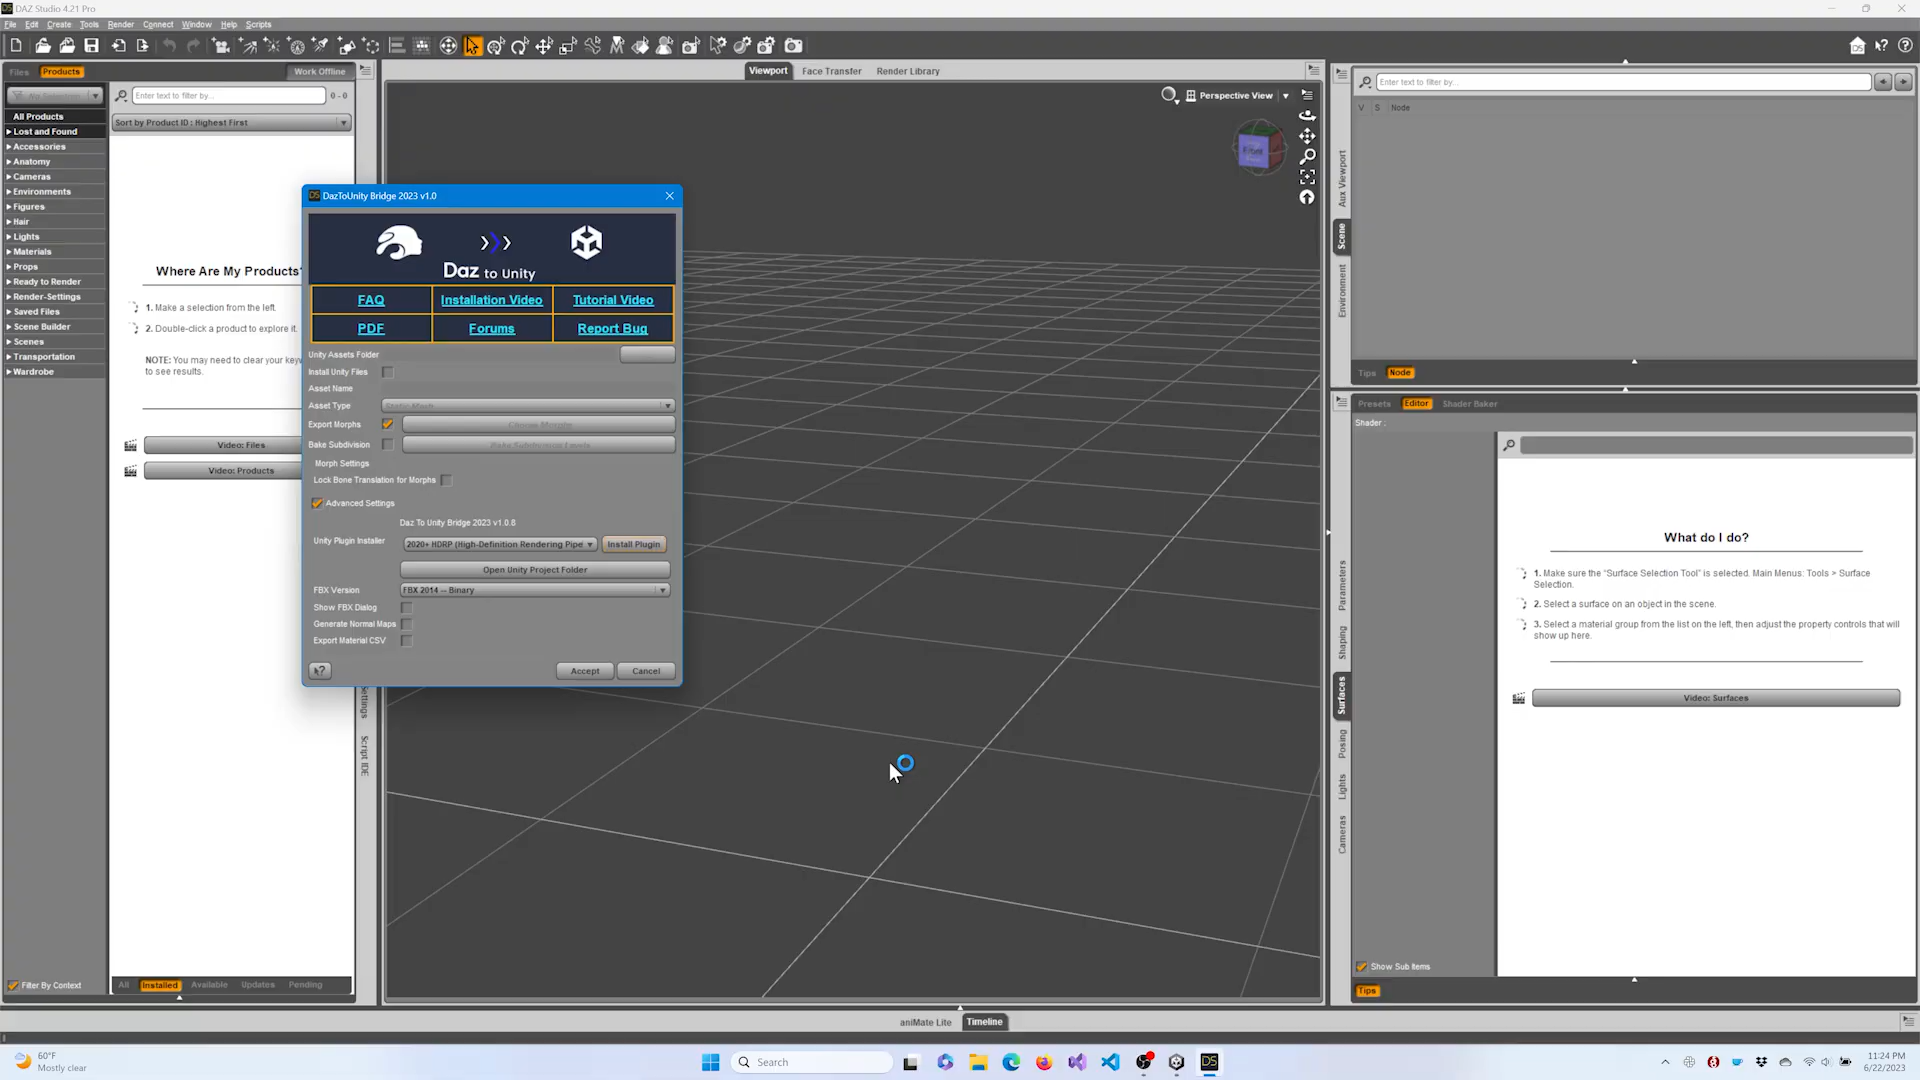 DAZ Studio 4.21 Pro
File Edit Create Tools Render Connect Window Help Scripts
Files Products Work Offline
Enter text to filter by... 0 - 0
Sort by Product ID : Highest First
All Products
Lost and Found
Accessories
Anatomy
Cameras
Environments
Figures
Hair
Lights
Materials
Props
Ready to Render
Render-Settings
Saved Files
Scene Builder
Scenes
Transportation
Wardrobe
Where Are My Products?
1. Make a selection from the left.
2. Double-click a product to explore it.
NOTE: You may need to clear your
to see results.
Video: Files
Video: Products
Filter By Context
All Installed Available Updates Pending
Settings
Script IDE
DazToUnity Bridge 2023 v1.0
Daz to Unity
FAQ Installation Video Tutorial Video
PDF Forums Report Bug
Unity Assets Folder
Install Unity Files
Asset Name
Asset Type Static Mesh
Export Morphs Choose Morphs
Bake Subdivision Bake Subdivision Levels
Morph Settings
Lock Bone Translation for Morphs
Advanced Settings
Daz To Unity Bridge 2023 v1.0.8
Unity Plugin Installer 2020+ HDRP (High-Definition Rendering Pipe Install Plugin
Open Unity Project Folder
FBX Version FBX 2014 -- Binary
Show FBX Dialog
Generate Normal Maps
Export Material CSV
Accept Cancel
Viewport Face Transfer Render Library
Perspective View
Front
aniMate Lite Timeline
Enter text to filter by...
V S Node
Aux Viewport
Scene
Environment
Tips Node
Presets Editor Shader Baker
Shader :
Parameters
Shaping
Surfaces
Posing
Lights
Cameras
What do I do?
1. Make sure the "Surface Selection Tool" is selected. Main Menus: Tools > Surface
Selection.
2. Select a surface on an object in the scene.
3. Select a material group from the list on the left, then adjust the property controls that will
show up here.
Video: Surfaces
Show Sub Items
Tips
60°F
Mostly clear
Search
11:24 PM
6/22/2023